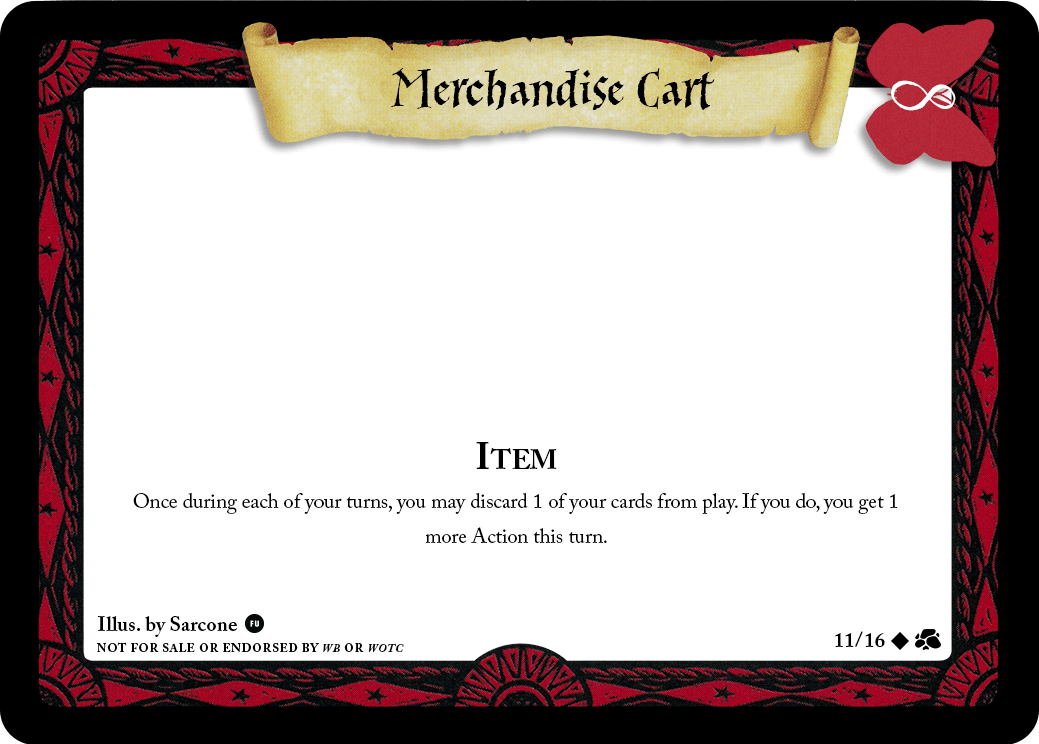 Merchandise Cart
Item
Once during each of your turns, you may discard 1 of your cards from play. If you do, you get 1
more Action this turn.
Illus. by Sarcone FU
NOT FOR SALE OR ENDORSED BY WB OR WOTC
11/16